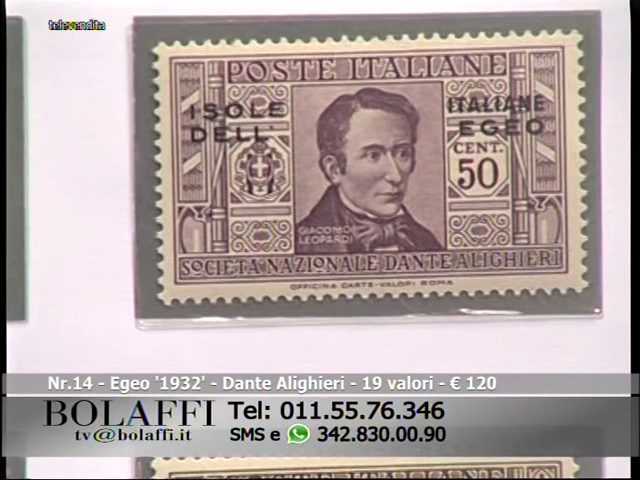 televendita
POSTE ITALIANE
ISOLE ITALIANE
DELL' EGEO
CENT.
50
GIACOMO
LEOPARDI
SOCIETÀ NAZIONALE DANTE ALIGHIERI
OFFICINA CARTE-VALORI ROMA
Nr.14 - Egeo '1932' - Dante Alighieri - 19 valori - € 120
BOLAFFI Tel: 011.55.76.346
tv@bolaffi.it SMS e 342.830.00.90